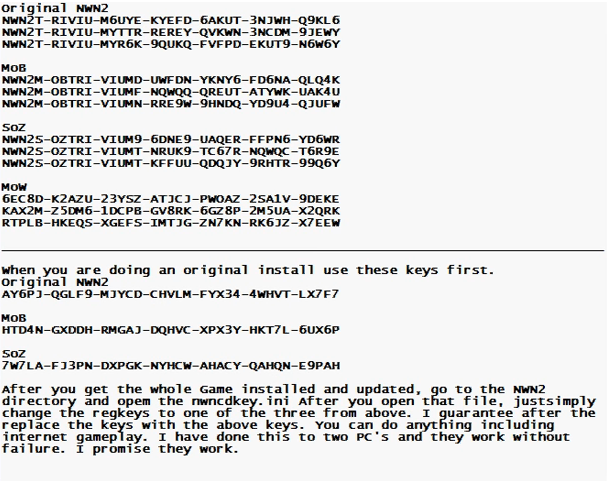 Original NWN2
NWN2T-RIVIU-M6UYE-KYEFD-6AKUT-3NJWH-Q9KL6
NWN2T-RIVIU-MYTTR-REREY-QVKWN-3NCDM-9JEWY
NWN2T-RIVIU-MYR6K-9QUKQ-FVFPD-EKUT9-N6W6Y
MoB
NWN2M-OBTRI-VIUMD-UWFDN-YKNY6-FD6NA-QLQ4K
NWN2M-OBTRI-VIUMF-NQWQQ-QREUT-ATYWK-UAK4U
NWN2M-OBTRI-VIUMN-RRE9W-9HNDQ-YD9U4-QJUFW
SoZ
NWN2S-OZTRI-VIUM9-6DNE9-UAQER-FFPN6-YD6WR
NWN2S-OZTRI-VIUMT-NRUK9-TC67R-NQWQC-T6R9E
NWN2S-OZTRI-VIUMT-KFFUU-QDQJY-9RHTR-99Q6Y
MoW
6EC8D-K2AZU-23YSZ-ATJCJ-PWOAZ-2SA1V-9DEKE
KAX2M-Z5DM6-1DCPB-GV8RK-6GZ8P-2M5UA-X2QRK
RTPLB-HKEQS-XGEFS-IMTJG-ZN7KN-RK6JZ-X7EEW
When you are doing an original install use these keys first.
Original NWN2
AY6PJ-QGLF9-MJYCD-CHVLM-FYX34-4WHVT-LX7F7
MoB
HTD4N-GXDDH-RMGAJ-DQHVC-XPX3Y-HKT7L-6UX6P
SoZ
7W7LA-FJ3PN-DXPGK-NYHCW-AHACY-QAHQN-E9PAH
After you get the whole Game installed and updated, go to the NWN2
directory and opem the nwncdkey.ini After you open that file, justsimply
change the regkeys to one of the three from above. I guarantee after the
replace the keys with the above keys. You can do anything including
internet gameplay. I have done this to two PC's and they work without
failure. I promise they work.